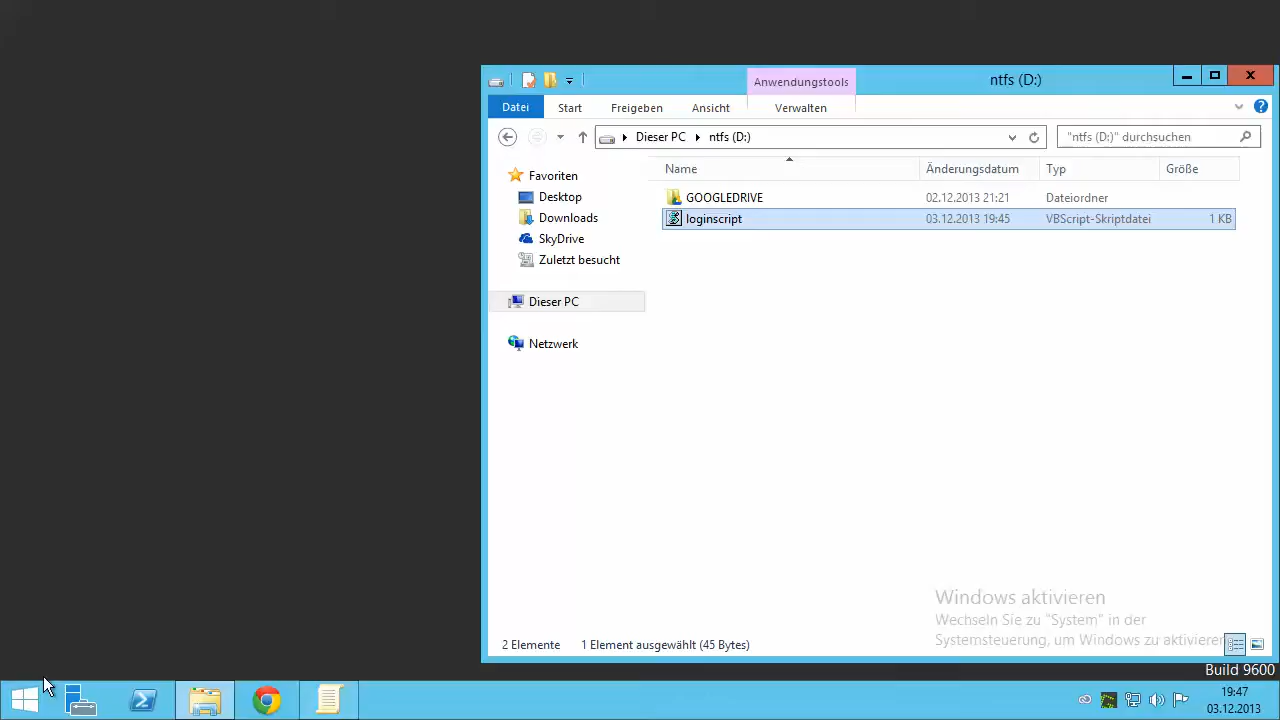 Anwendungstools
ntfs (D:)
Datei Start Freigeben Ansicht Verwalten
Dieser PC ntfs (D:)
"ntfs (D:)" durchsuchen
Name Änderungsdatum Typ Größe
Favoriten
Desktop
Downloads
SkyDrive
Zuletzt besucht
Dieser PC
Netzwerk
GOOGLEDRIVE 02.12.2013 21:21 Dateiordner
loginscript 03.12.2013 19:45 VBScript-Skriptdatei 1 KB
Windows aktivieren
Wechseln Sie zu "System" in der
Systemsteuerung, um Windows zu aktivieren
2 Elemente 1 Element ausgewählt (45 Bytes)
Build 9600
19:47
03.12.2013